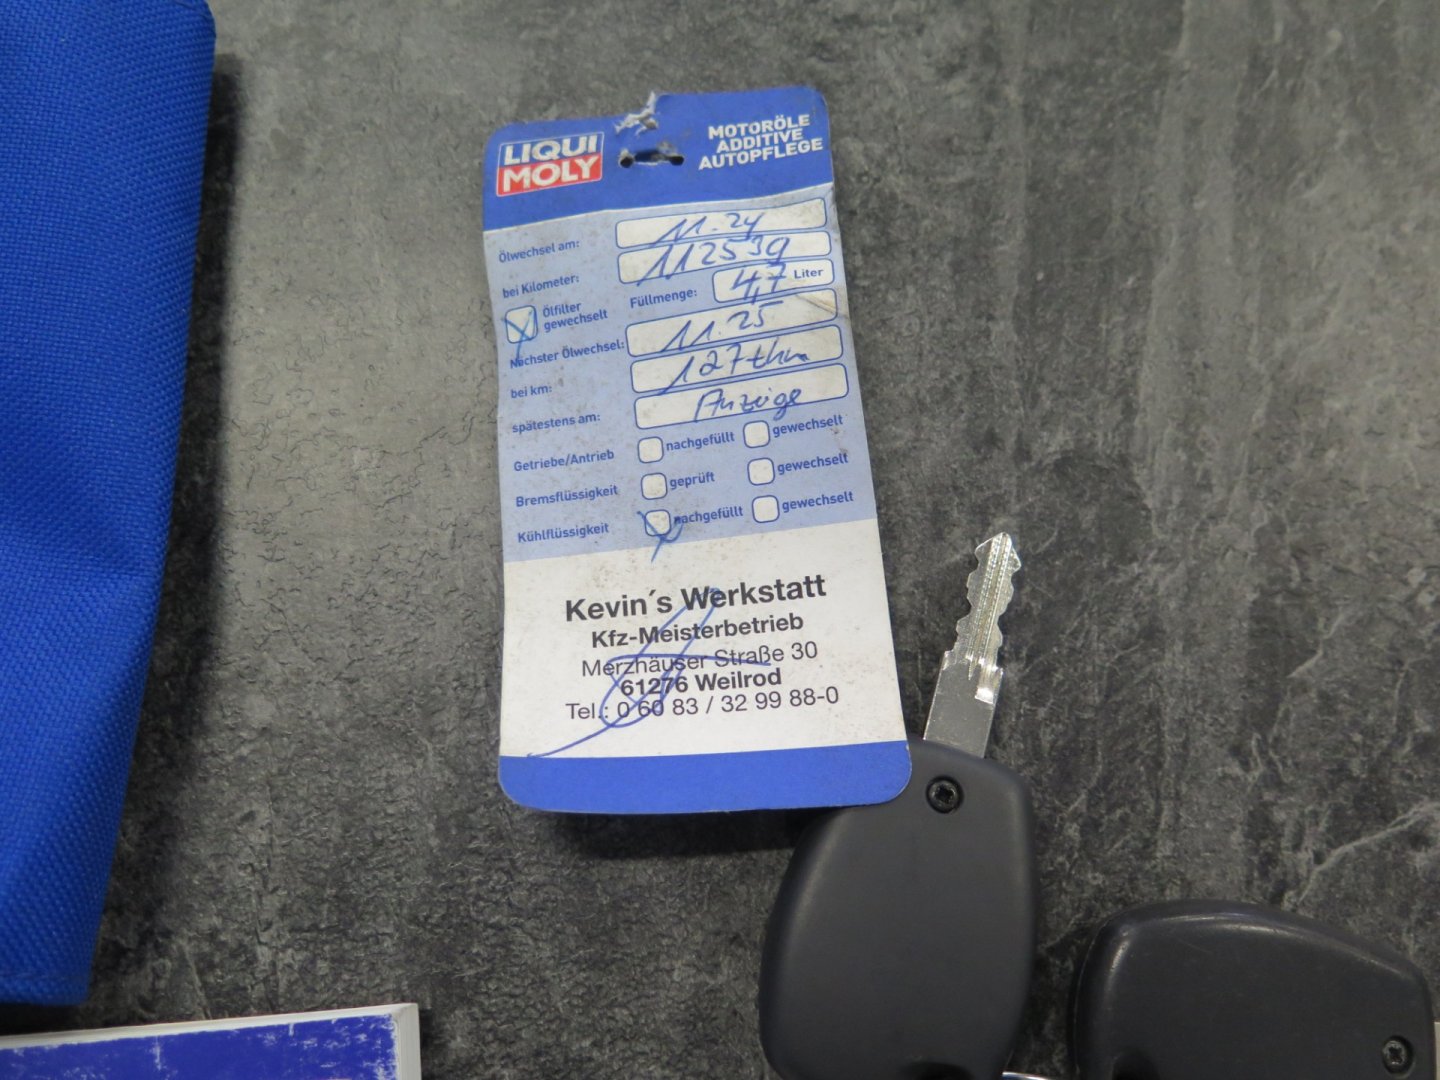 LIQUI
MOLY
MOTORÖLE
ADDITIVE
AUTOPFLEGE
Ölwechsel am: 11.24
bei Kilometer: 112539
Ölfilter gewechselt Füllmenge: 4,7 Liter
Nächster Ölwechsel: 11.25
bei km: 127tkm
spätestens am: Anzeige
Getriebe/Antrieb nachgefüllt gewechselt
Bremsflüssigkeit geprüft gewechselt
Kühlflüssigkeit nachgefüllt gewechselt
Kevin´s Werkstatt
Kfz-Meisterbetrieb
Merzhäuser Straße 30
61276 Weilrod
Tel.: 0 60 83 / 32 99 88-0